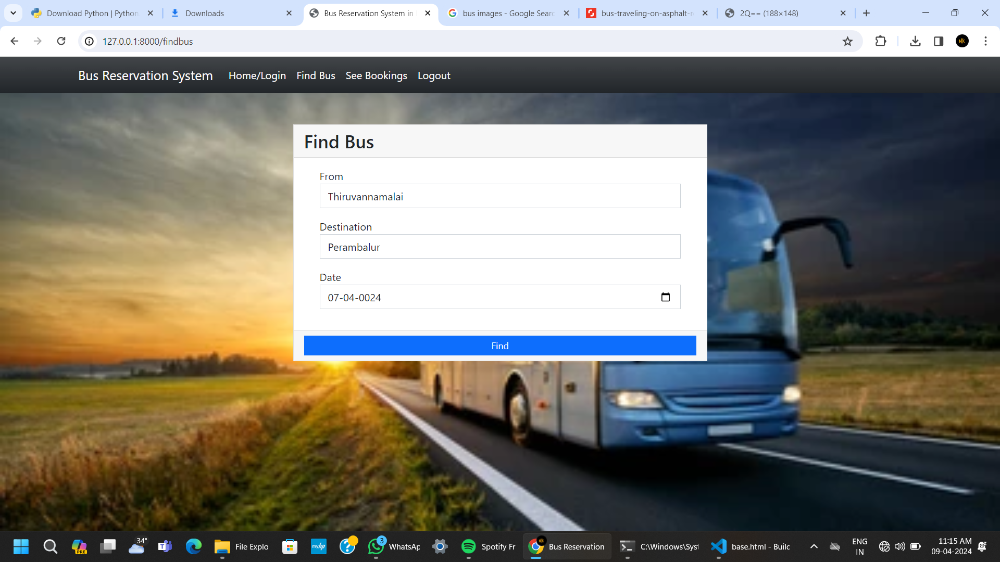 Download Python | Python
Downloads
Bus Reservation System in
bus images - Google Searc
bus-traveling-on-asphalt-r
2Q== (188×148)
127.0.0.1:8000/findbus
Bus Reservation System
Home/Login
Find Bus
See Bookings
Logout
Find Bus
From
Thiruvannamalai
Destination
Perambalur
Date
07-04-0024
Find
PRE
34°
File Explo
myhp
3
WhatsAp
Spotify Fr
Bus Reservation
C:\Windows\Syst
base.html - Builc
ENG
IN
11:15 AM
09-04-2024